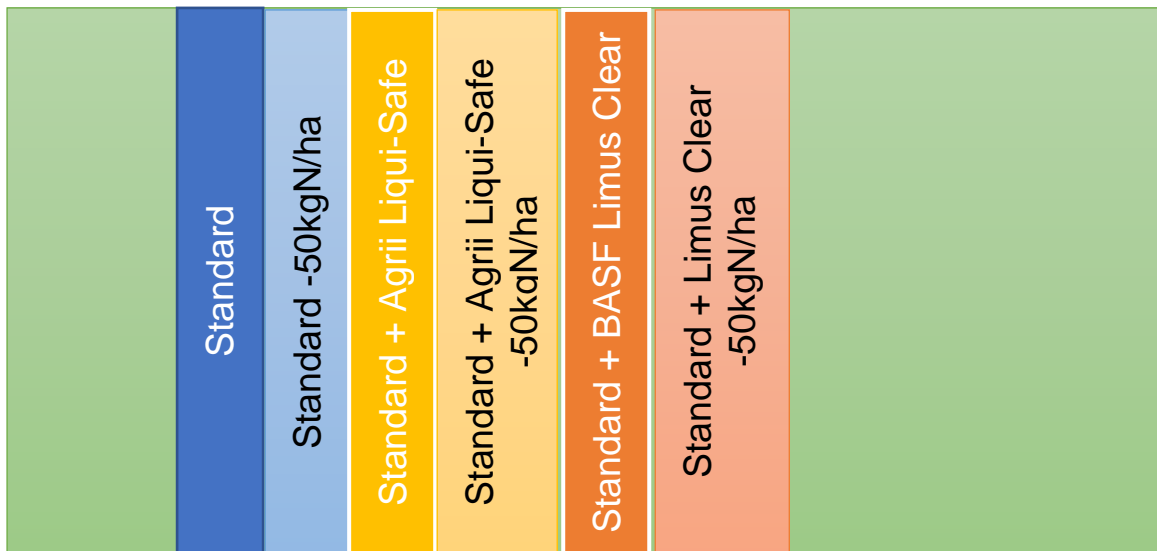 Standard
Standard -50kgN/ha
Standard + Agrii Liqui-Safe
Standard + Agrii Liqui-Safe
-50kgN/ha
Standard + BASF Limus Clear
Standard + Limus Clear
-50kgN/ha